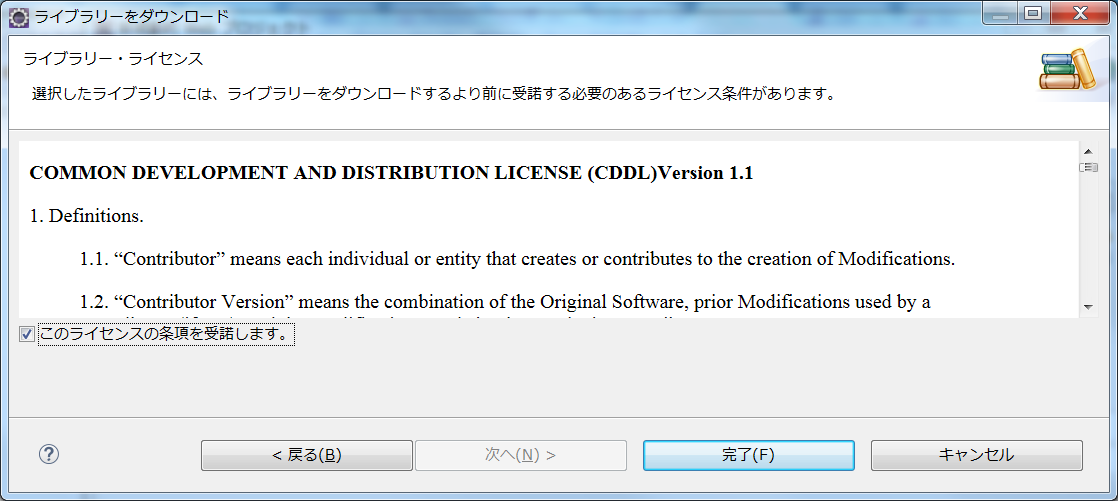 ライブラリーをダウンロード
ライブラリー・ライセンス
選択したライブラリーには、ライブラリーをダウンロードするより前に受諾する必要のあるライセンス条件があります。
COMMON DEVELOPMENT AND DISTRIBUTION LICENSE (CDDL)Version 1.1
1. Definitions.
1.1. “Contributor” means each individual or entity that creates or contributes to the creation of Modifications.
1.2. “Contributor Version” means the combination of the Original Software, prior Modifications used by a
このライセンスの条項を受諾します。
< 戻る(B)
次へ(N) >
完了(F)
キャンセル